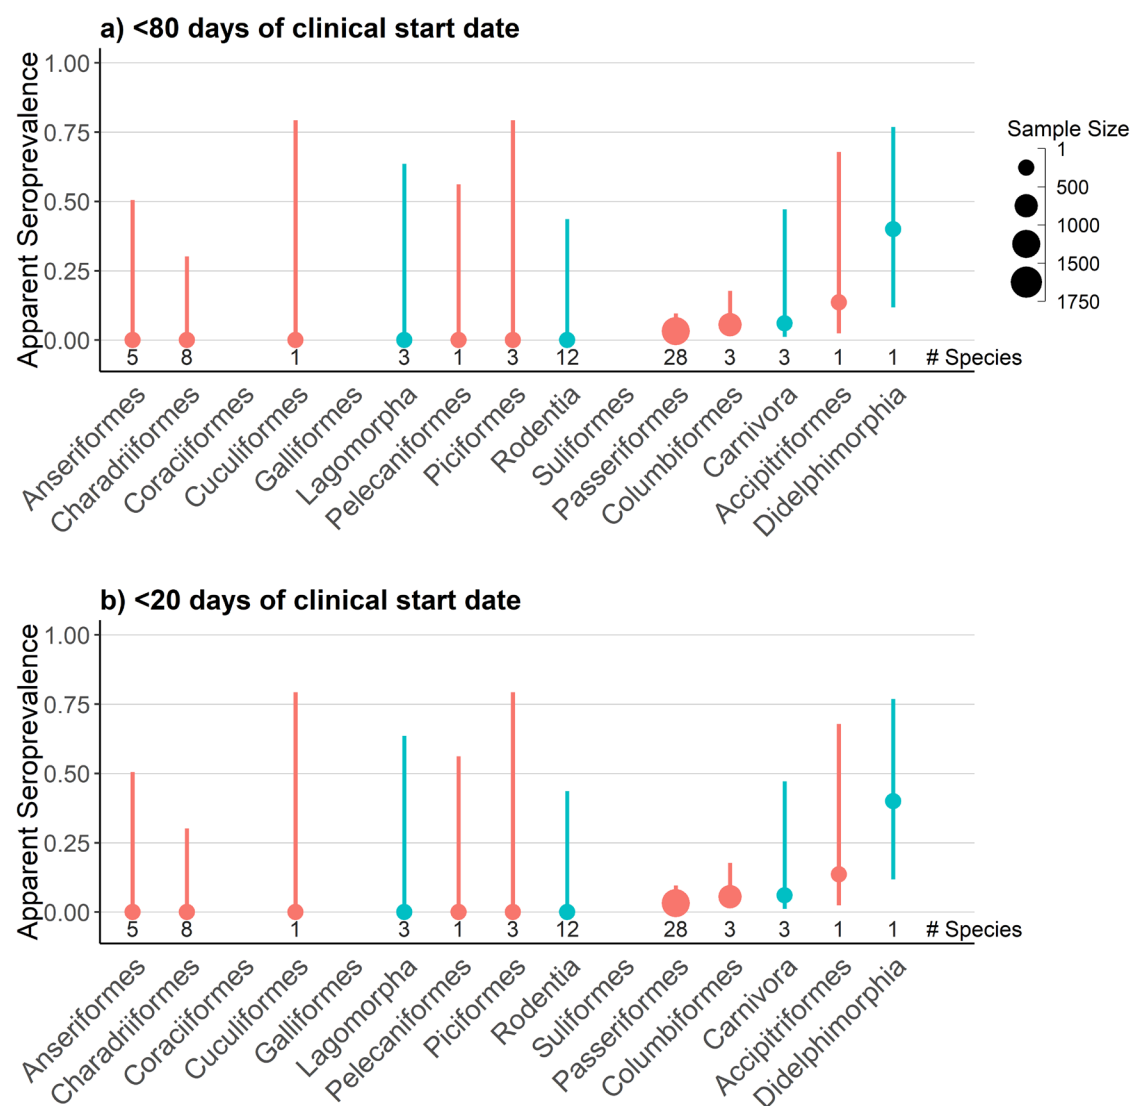 a) <80 days of clinical start date
Apparent Seroprevalence
1.00
0.75
0.50
0.25
0.00
5 8 1 3 1 3 12 28 3 3 1 1 # Species
Anseriformes
Charadriiformes
Coraciiformes
Cuculiformes
Galliformes
Lagomorpha
Pelecaniformes
Piciformes
Rodentia
Suliformes
Passeriformes
Columbiformes
Carnivora
Accipitriformes
Didelphimorphia
Sample Size
1
500
1000
1500
1750
b) <20 days of clinical start date
Apparent Seroprevalence
1.00
0.75
0.50
0.25
0.00
5 8 1 3 1 3 12 28 3 3 1 1 # Species
Anseriformes
Charadriiformes
Coraciiformes
Cuculiformes
Galliformes
Lagomorpha
Pelecaniformes
Piciformes
Rodentia
Suliformes
Passeriformes
Columbiformes
Carnivora
Accipitriformes
Didelphimorphia